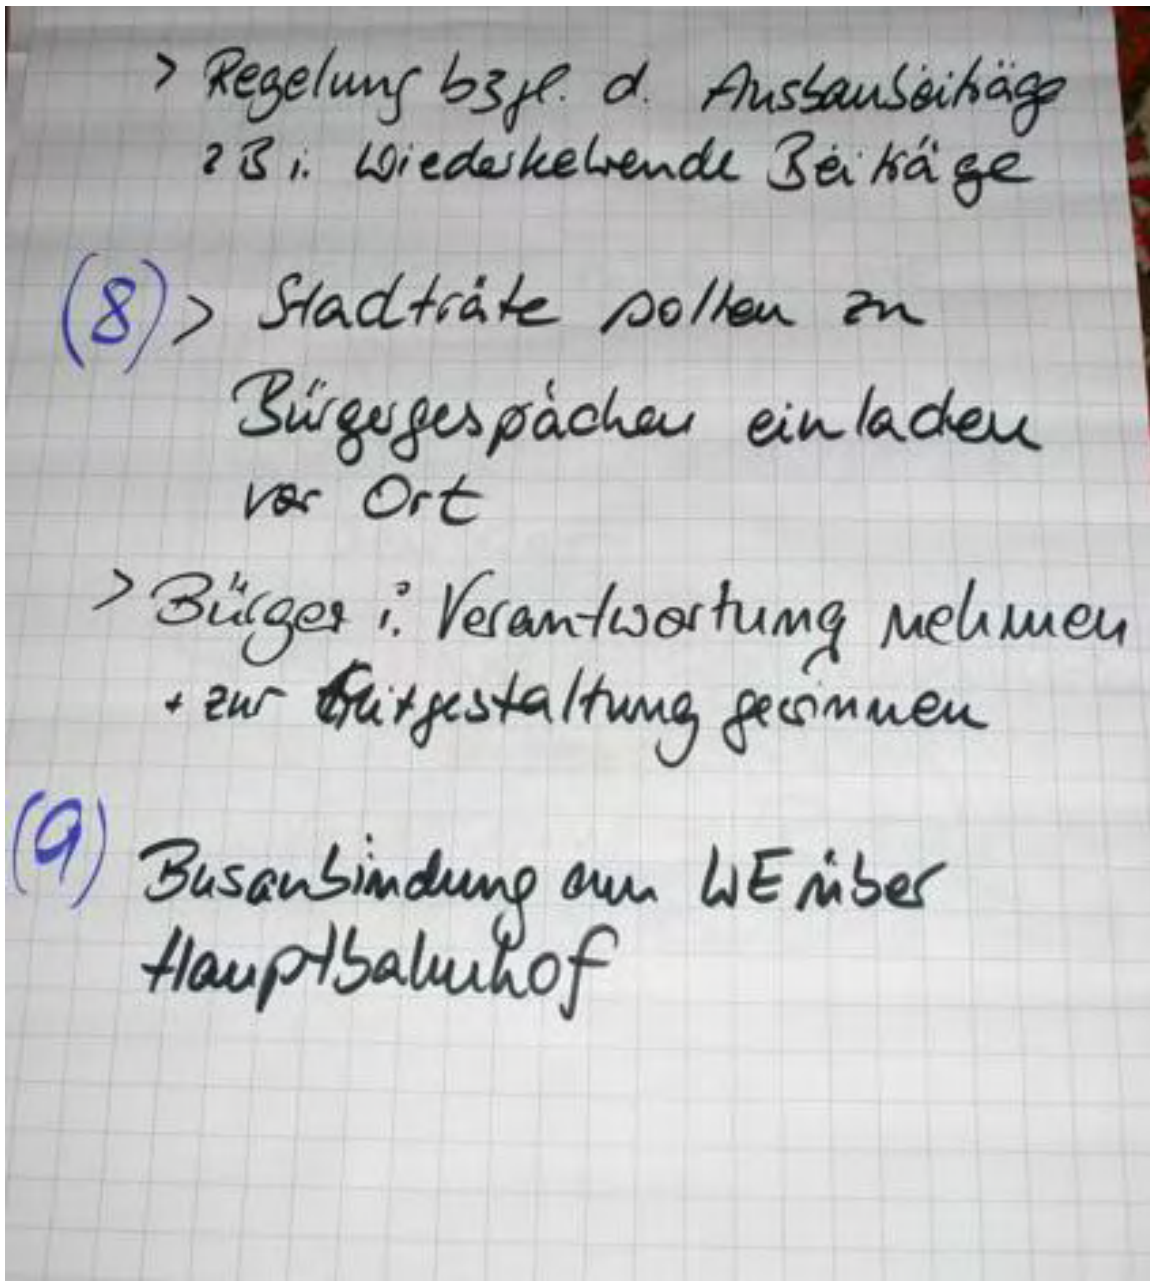 > Regelung bzgl. d. Ausbaubeiträge
z B i. Wiederkehrende Beiträge
(8) > Stadträte sollen zu
Bürgergesprächen einladen
vor Ort
> Bürger i. Verantwortung nehmen
+ zur Mitgestaltung gewinnen
(9) Busanbindung am WE über
Hauptbahnhof